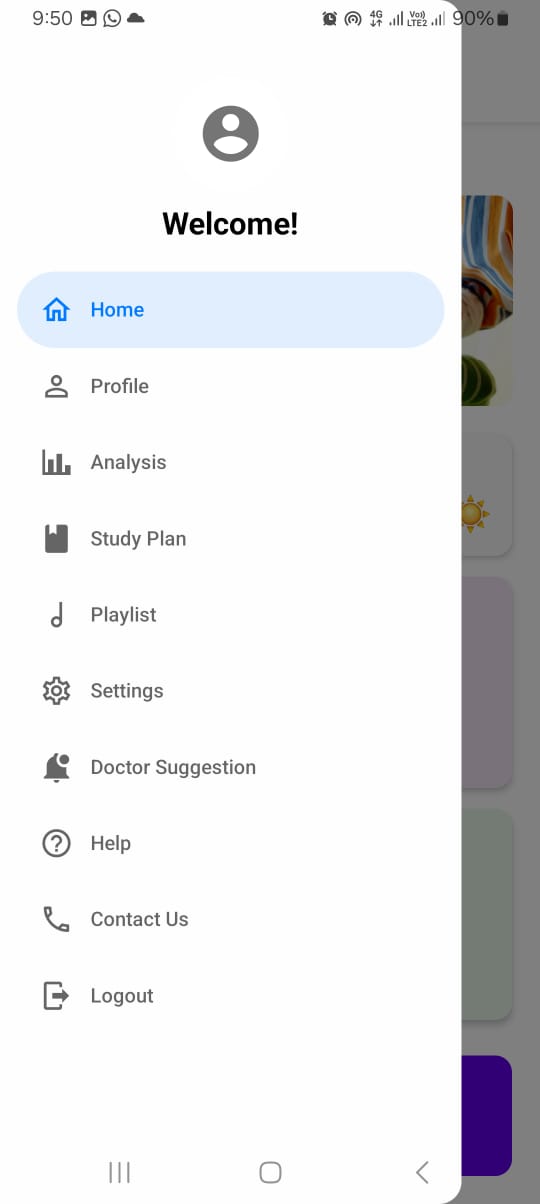 9:50 4G Vo)) LTE2 90%
Welcome!
Home
Profile
Analysis
Study Plan
Playlist
Settings
Doctor Suggestion
Help
Contact Us
Logout